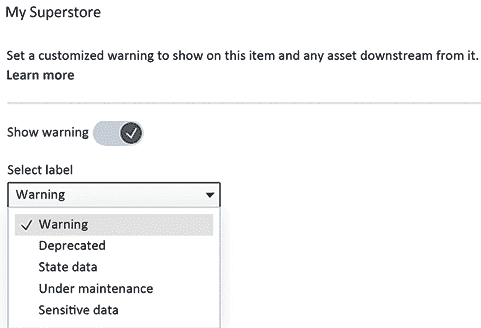 My Superstore
Set a customized warning to show on this item and any asset downstream from it.
Learn more
Show warning
Select label
Warning
Warning
Deprecated
State data
Under maintenance
Sensitive data